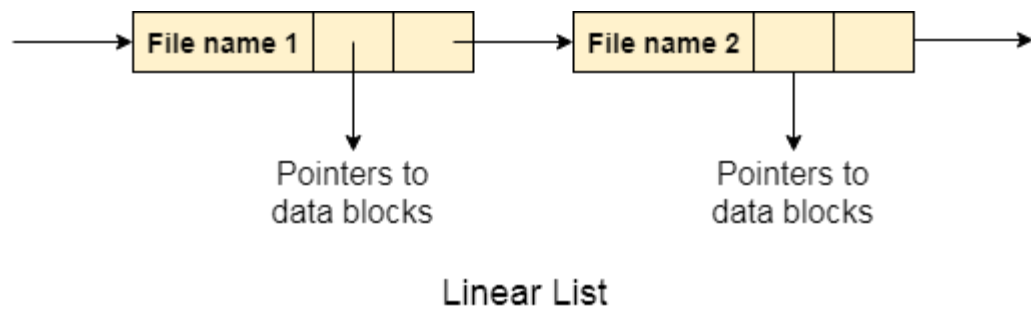 File name 1
File name 2
Pointers to
data blocks
Pointers to
data blocks
Linear List